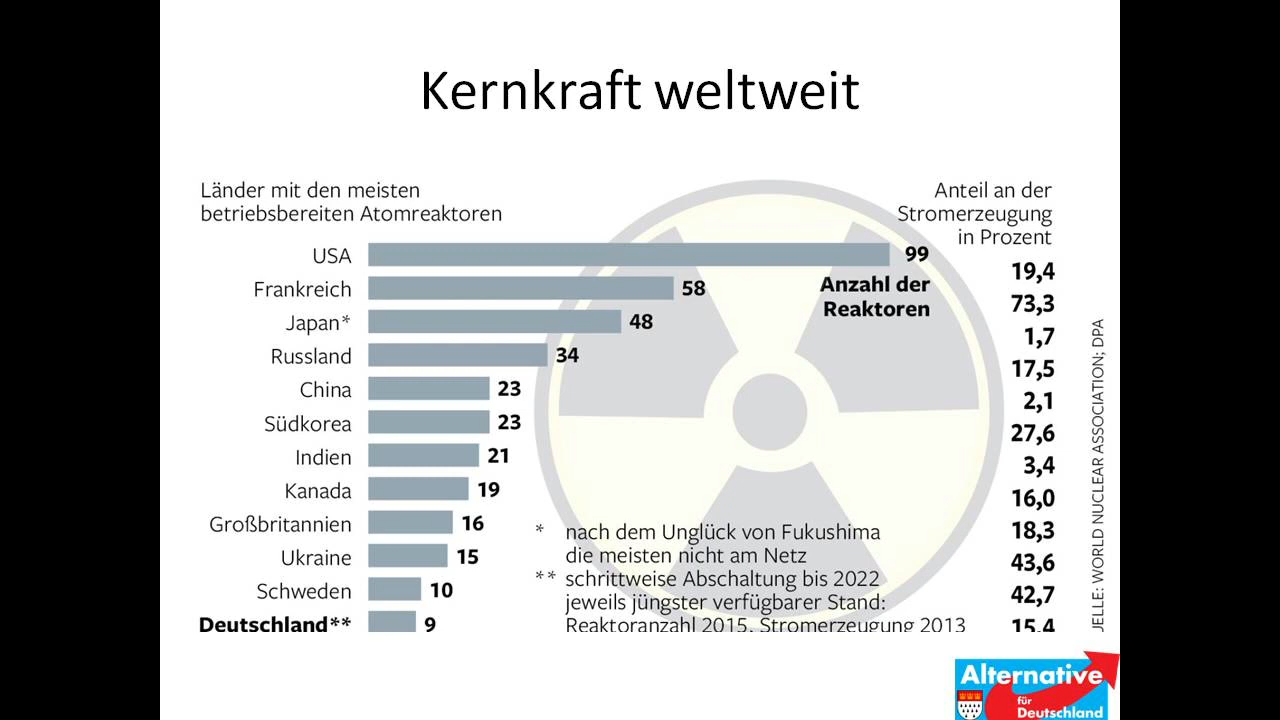 Kernkraft weltweit
Länder mit den meisten
betriebsbereiten Atomreaktoren
Anteil an der
Stromerzeugung
in Prozent
USA 99 19,4
Anzahl der
Reaktoren
Frankreich 58 73,3
Japan* 48 1,7
Russland 34 17,5
China 23 2,1
Südkorea 23 27,6
Indien 21 3,4
Kanada 19 16,0
Großbritannien 16 18,3
Ukraine 15 43,6
Schweden 10 42,7
Deutschland** 9 15,4
* nach dem Unglück von Fukushima
die meisten nicht am Netz
** schrittweise Abschaltung bis 2022
jeweils jüngster verfügbarer Stand:
Reaktoranzahl 2015, Stromerzeugung 2013
WORLD NUCLEAR ASSOCIATION; DPA
Alternative
für
Deutschland